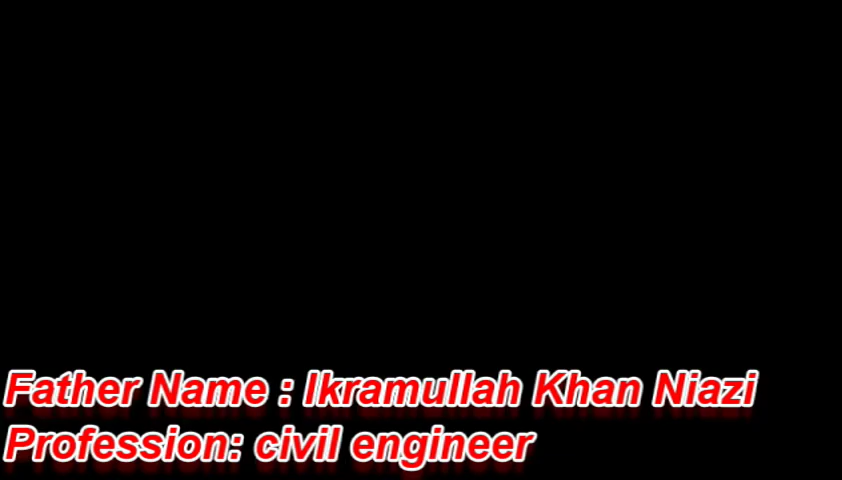 Father Name : Ikramullah Khan Niazi
Profession: civil engineer